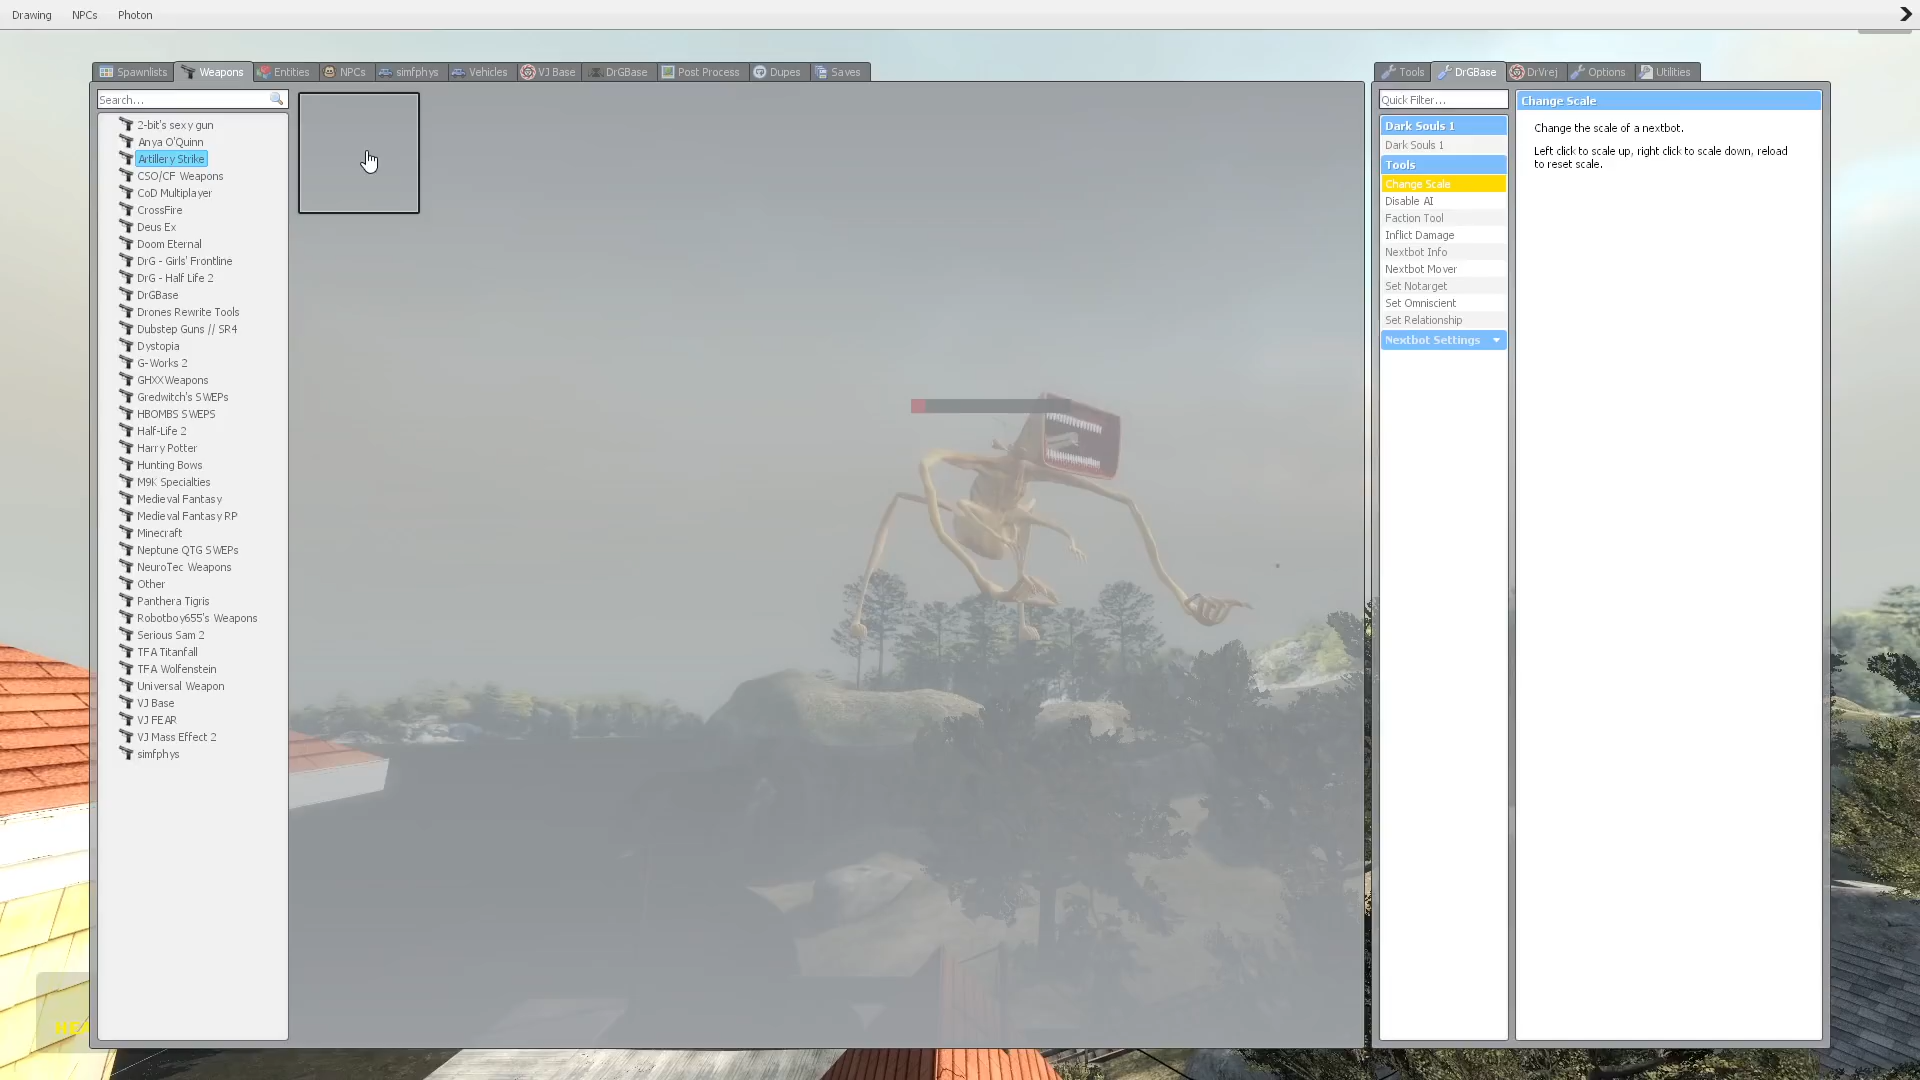 Drawing NPCs Photon
Spawnlists Weapons Entities NPCs simfphys Vehicles VJ Base DrGBase Post Process Dupes Saves
Search...
2-bit's sexy gun
Anya O'Quinn
Artillery Strike
CSO/CF Weapons
CoD Multiplayer
CrossFire
Deus Ex
Doom Eternal
DrG - Girls' Frontline
DrG - Half Life 2
DrGBase
Drones Rewrite Tools
Dubstep Guns // SR4
Dystopia
G-Works 2
GHXXWeapons
Gredwitch's SWEPs
HBOMBS SWEPS
Half-Life 2
Harry Potter
Hunting Bows
M9K Specialties
Medieval Fantasy
Medieval Fantasy RP
Minecraft
Neptune QTG SWEPs
NeuroTec Weapons
Other
Panthera Tigris
Robotboy655's Weapons
Serious Sam 2
TFA Titanfall
TFA Wolfenstein
Universal Weapon
VJ Base
VJ FEAR
VJ Mass Effect 2
simfphys
Tools DrGBase DrVrej Options Utilities
Quick Filter...
Dark Souls 1
Dark Souls 1
Tools
Change Scale
Disable AI
Faction Tool
Inflict Damage
Nextbot Info
Nextbot Mover
Set Notarget
Set Omniscient
Set Relationship
Nextbot Settings
Change Scale
Change the scale of a nextbot.
Left click to scale up, right click to scale down, reload
to reset scale.